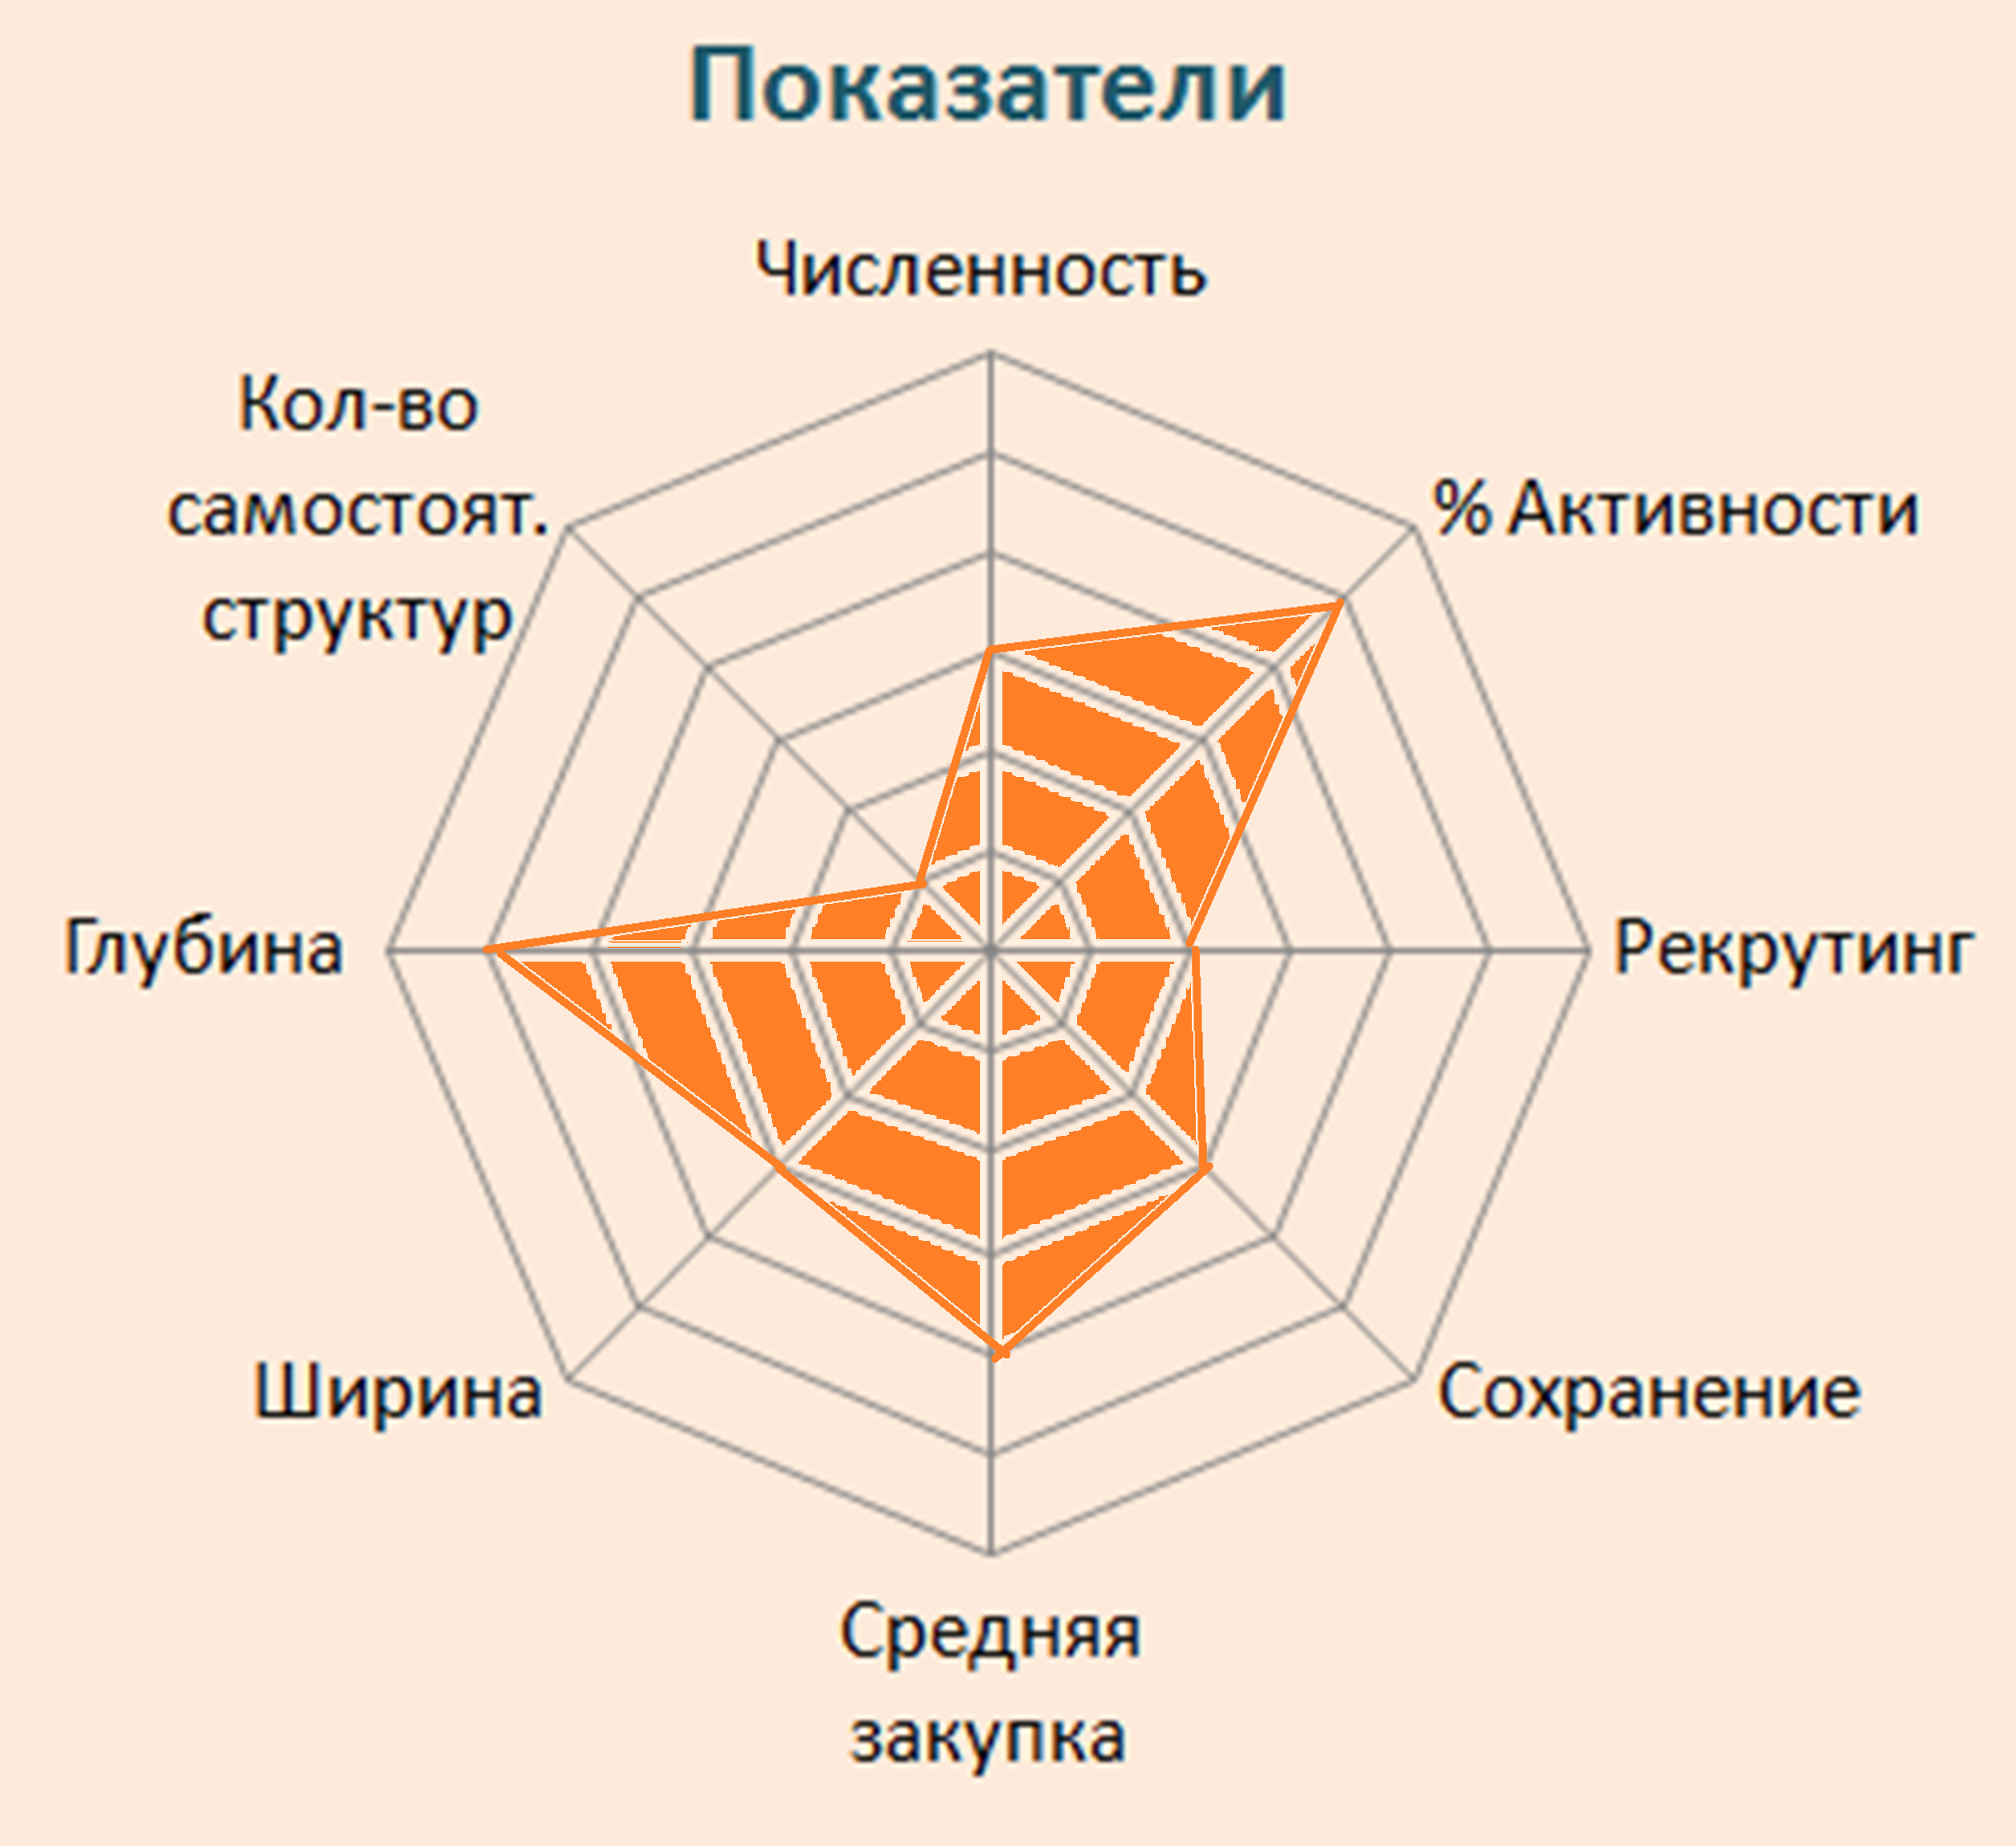 Показатели
Численность
% Активности
Рекрутинг
Сохранение
Средняя
закупка
Ширина
Глубина
Кол-во
самостоят.
структур